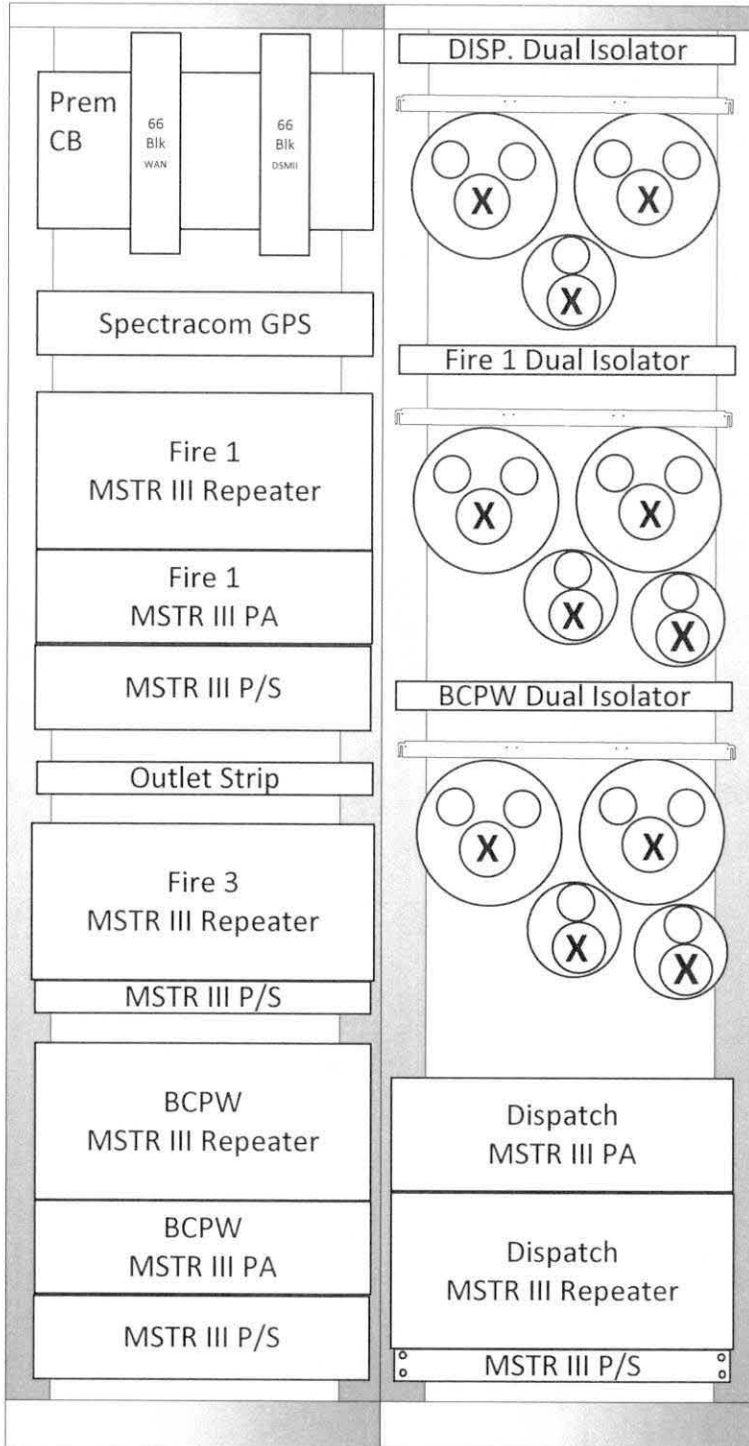 Prem
CB
66
Blk
WAN
66
Blk
DSMII
Spectracom GPS
Fire 1
MSTR III Repeater
Fire 1
MSTR III PA
MSTR III P/S
Outlet Strip
Fire 3
MSTR III Repeater
MSTR III P/S
BCPW
MSTR III Repeater
BCPW
MSTR III PA
MSTR III P/S
DISP. Dual Isolator
X
X
X
Fire 1 Dual Isolator
X
X
X
X
BCPW Dual Isolator
X
X
X
X
Dispatch
MSTR III PA
Dispatch
MSTR III Repeater
MSTR III P/S